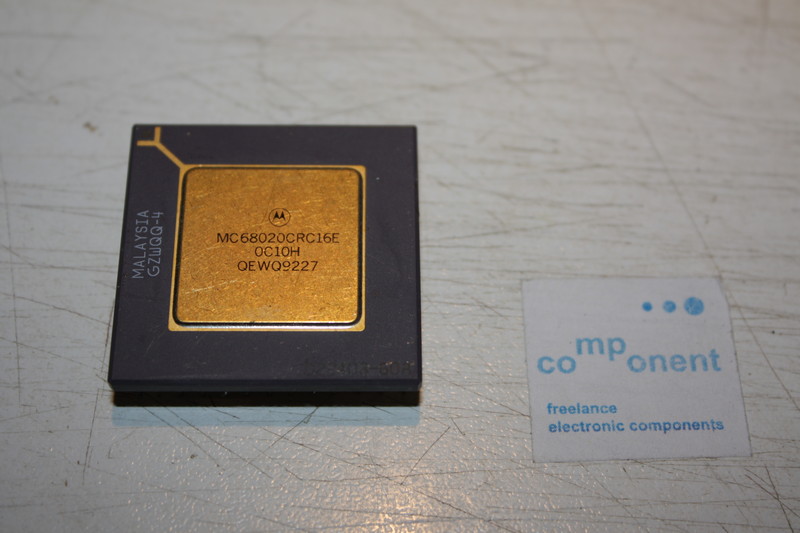 MALAYSIA
GZWQQ-4
MC68020CRC16E
0C10H
QEWQ9227
component
freelance
electronic components